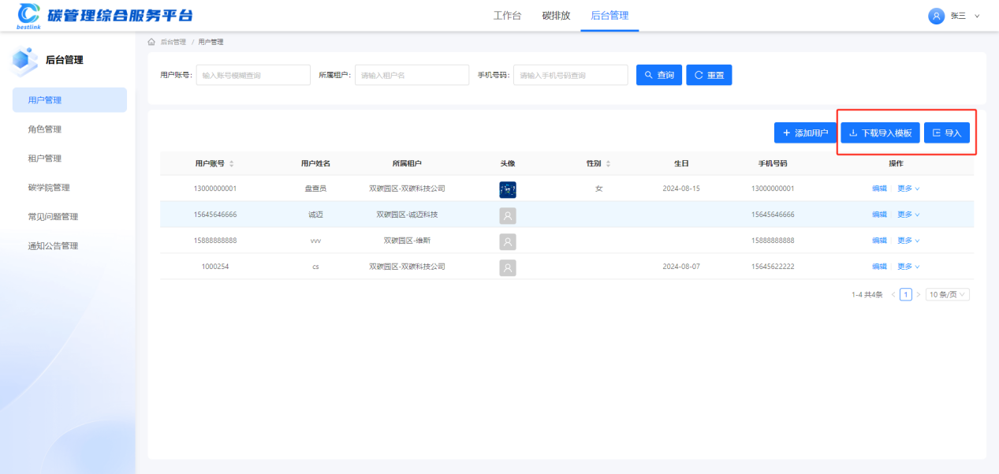 碳管理综合服务平台
bestlink
工作台 碳排放 后台管理
张三
后台管理 / 用户管理
后台管理
用户管理
角色管理
租户管理
碳学院管理
常见问题管理
通知公告管理
用户账号: 输入账号模糊查询 所属租户: 请输入租户名 手机号码: 请输入手机号码查询 查询 重置
+ 添加用户 下载导入模板 导入
用户账号 用户姓名 所属租户 头像 性别 生日 手机号码 操作
13000000001 盘查员 双碳园区-双碳科技公司 女 2024-08-15 13000000001 编辑 更多
15645646666 诚迈 双碳园区-诚迈科技 15645646666 编辑 更多
15888888888 vvv 双碳园区-维斯 15888888888 编辑 更多
1000254 cs 双碳园区-双碳科技公司 2024-08-07 15645622222 编辑 更多
1-4 共4条 < 1 > 10 条/页